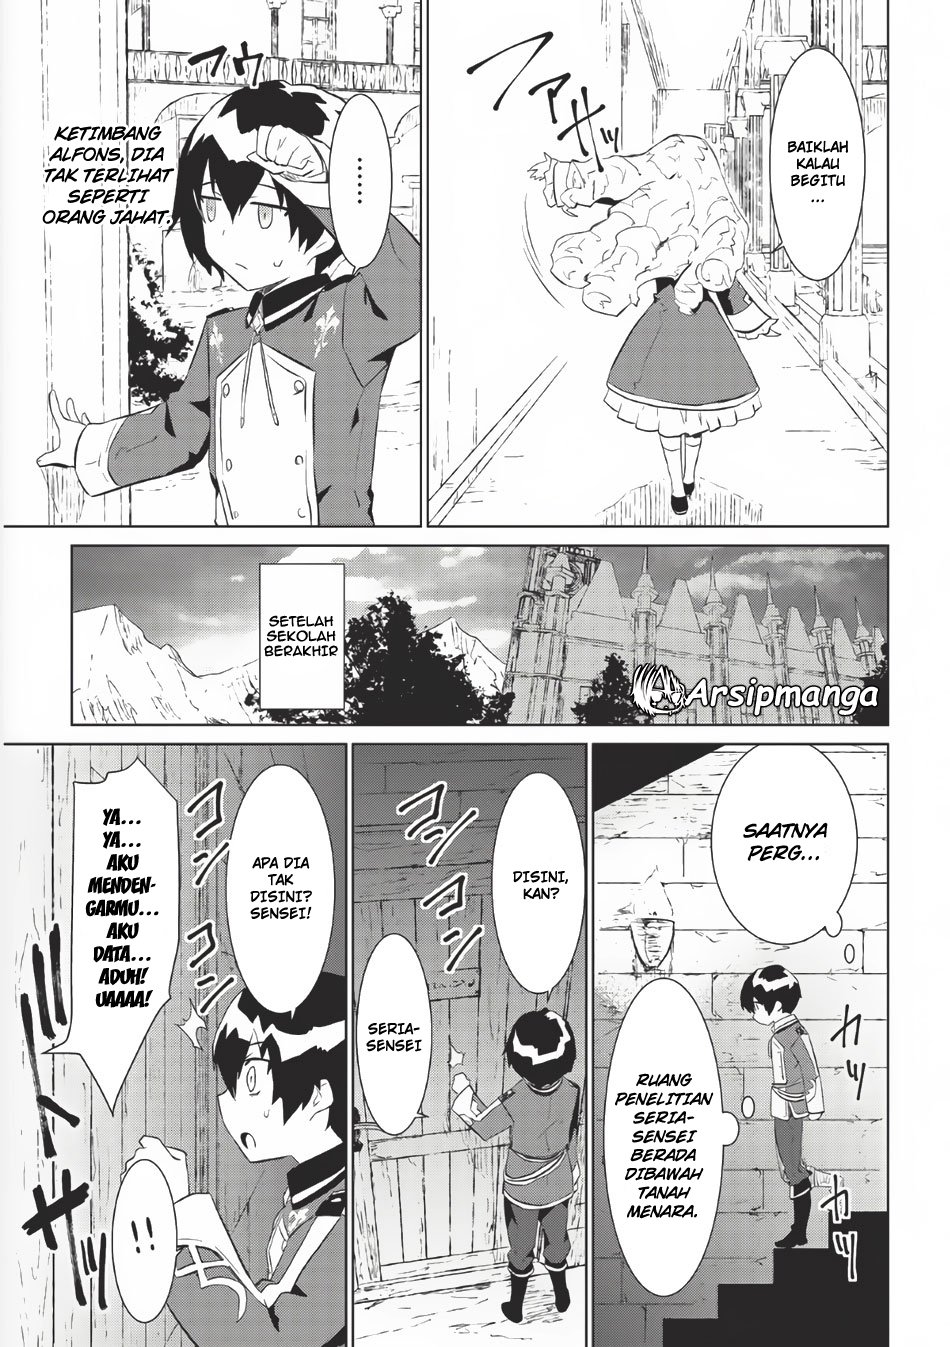 BAIKLAH
KALAU
BEGITU
...
ファサッ
.......
フゥッ
KETIMBANG
ALFONS, DIA
TAK TERLIHAT
SEPERTI
ORANG JAHAT.
SETELAH
SEKOLAH
BERAKHIR
Arsipmanga
SAATNYA
PERG...
カッ
カッ
RUANG
PENELITIAN
SERIA-
SENSEI
BERADA
DIBAWAH
TANAH
MENARA.
DISINI,
KAN?
コン
コン
SERIA-
SENSEI
APA DIA
TAK
DISINI?
SENSEI!
コン
コン
YA...
YA...
AKU
MENDEN-
GARMU...
AKU
DATA...
ADUH!
UAAAA!
!!